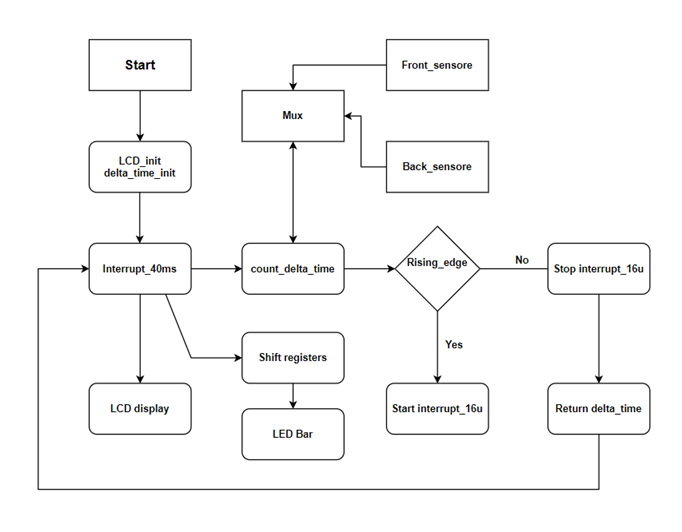 Start
Front_sensore
Mux
LCD_init
delta_time_init
Back_sensore
Interrupt_40ms
count_delta_time
Rising_edge
No
Stop interrupt_16u
Yes
Shift registers
LCD display
Start interrupt_16u
Return delta_time
LED Bar